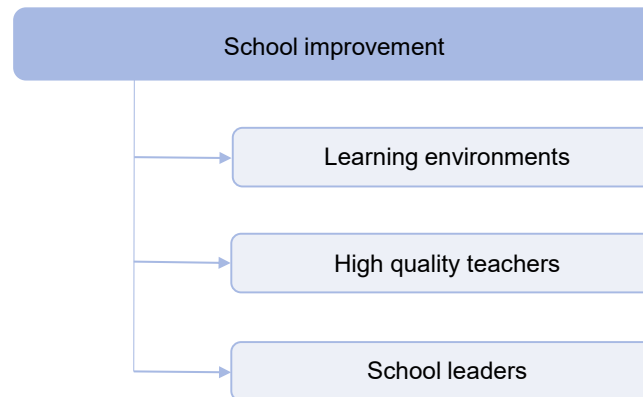 School improvement
Learning environments
High quality teachers
School leaders